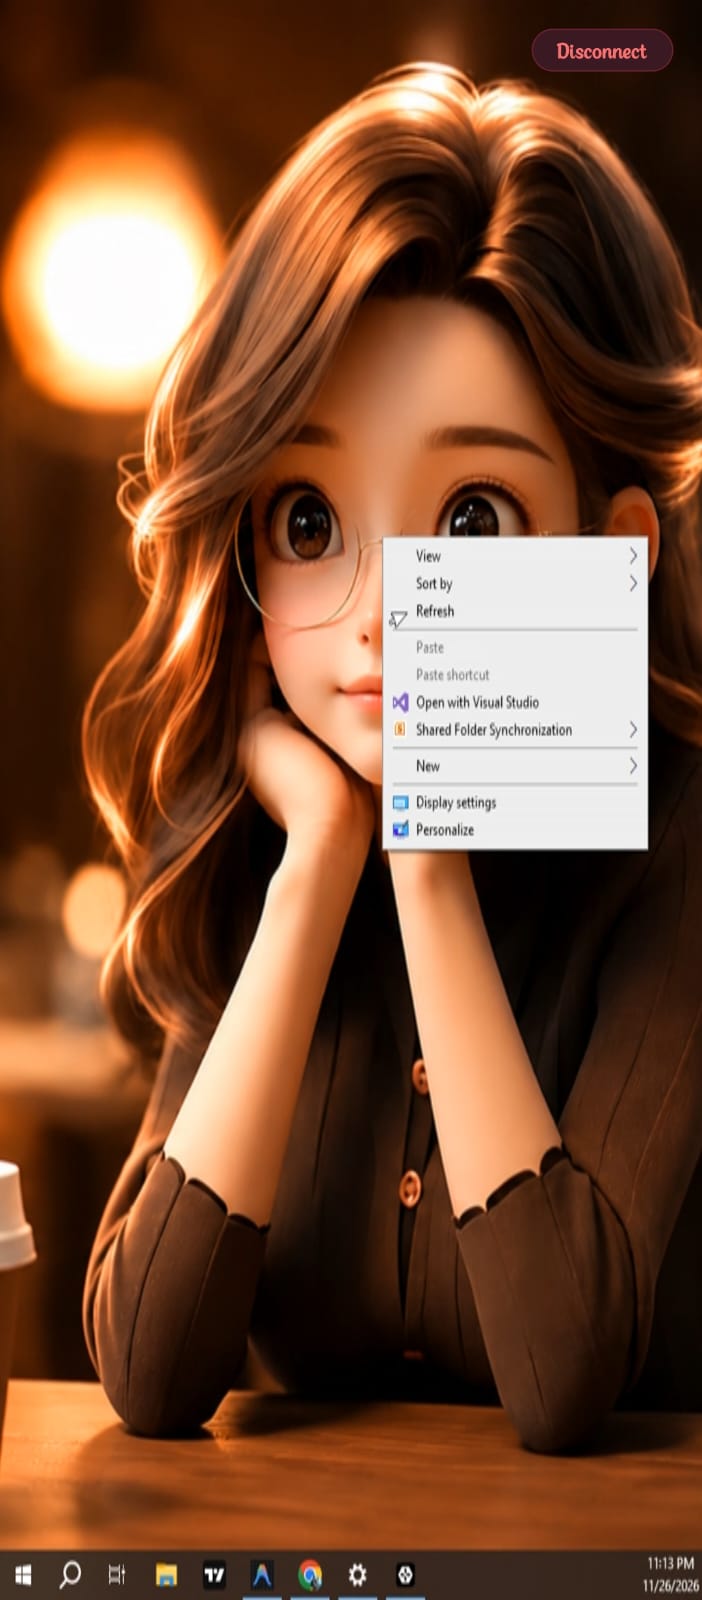 Disconnect
View
Sort by
Refresh
Paste
Paste shortcut
Open with Visual Studio
Shared Folder Synchronization
New
Display settings
Personalize
11:13 PM
11/26/2026